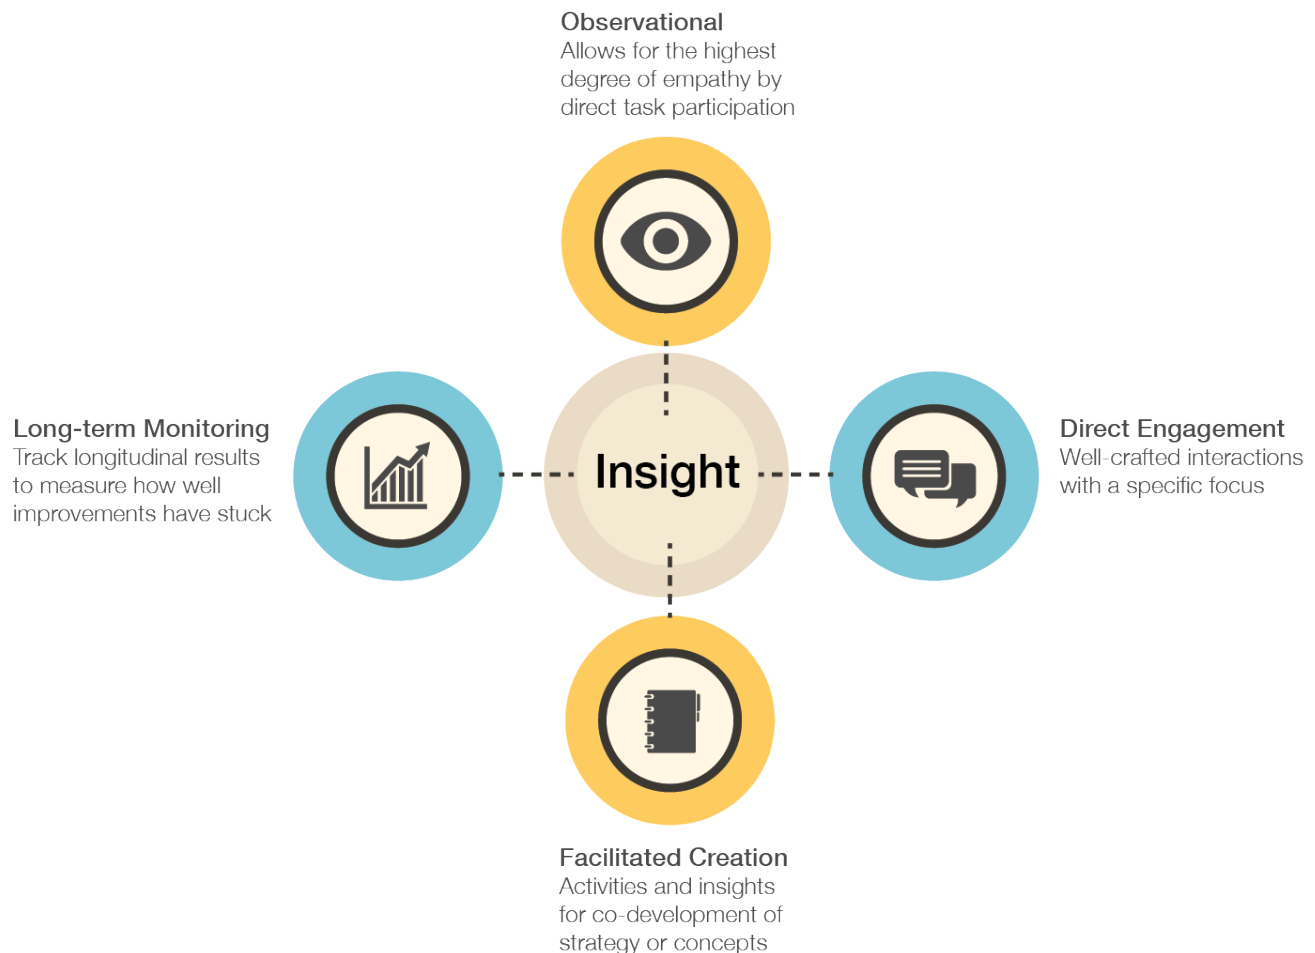 Observational
Allows for the highest
degree of empathy by
direct task participation
Long-term Monitoring
Track longitudinal results
to measure how well
improvements have stuck
Insight
Direct Engagement
Well-crafted interactions
with a specific focus
Facilitated Creation
Activities and insights
for co-development of
strategy or concepts